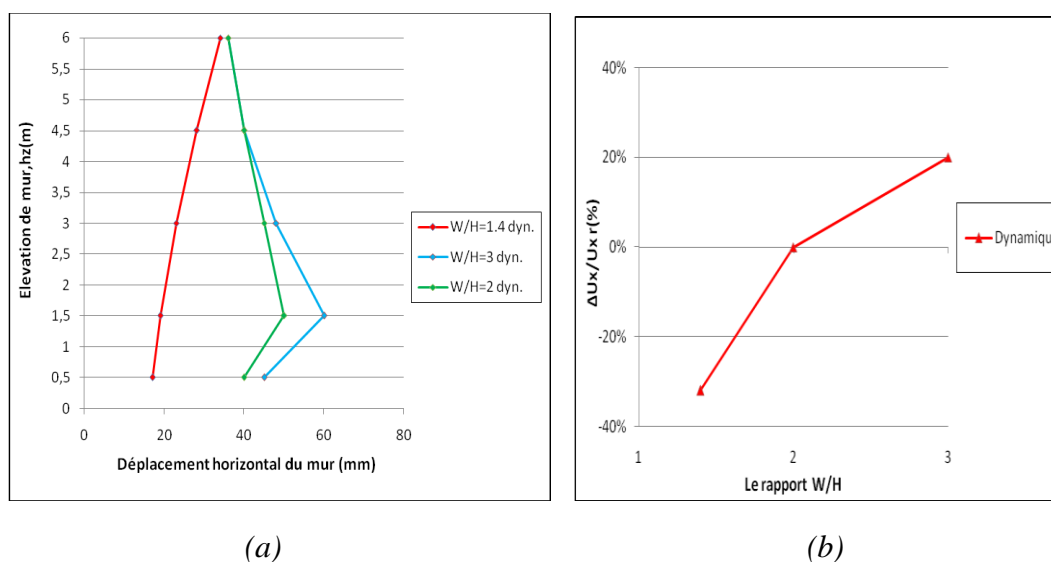 Elevation de mur,hz(m)
6
5,5
5
4,5
4
3,5
3
2,5
2
1,5
1
0,5
0
0 20 40 60 80
Déplacement horizontal du mur (mm)
W/H=1.4 dyn.
W/H=3 dyn.
W/H=2 dyn.
(a)
ΔUx/Ux r(%)
40%
20%
0%
-20%
-40%
1 2 3
Le rapport W/H
Dynamiqu
(b)